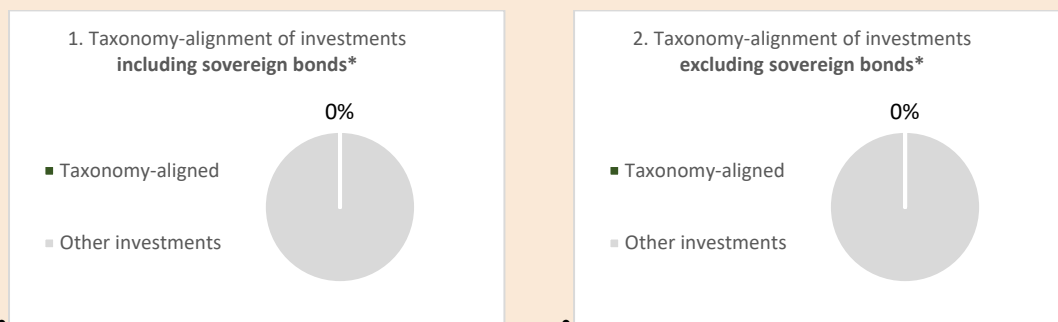 1. Taxonomy-alignment of investments
including sovereign bonds*
0%
Taxonomy-aligned
Other investments
2. Taxonomy-alignment of investments
excluding sovereign bonds*
0%
Taxonomy-aligned
Other investments